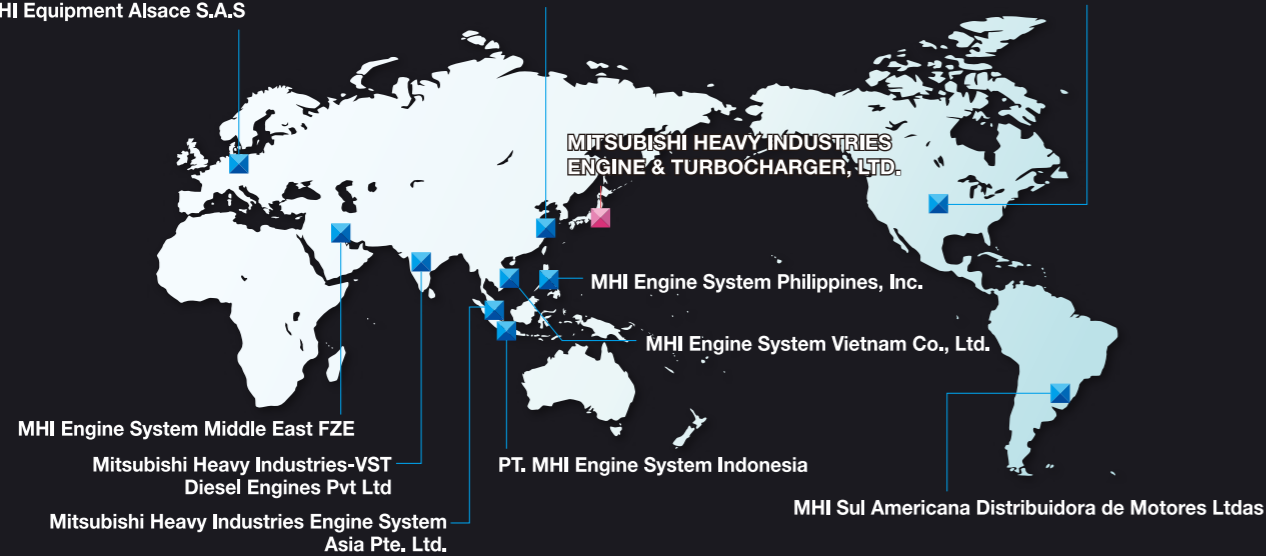 HI Equipment Alsace S.A.S
MITSUBISHI HEAVY INDUSTRIES
ENGINE & TURBOCHARGER, LTD.
MHI Engine System Philippines, Inc.
MHI Engine System Vietnam Co., Ltd.
MHI Engine System Middle East FZE
Mitsubishi Heavy Industries-VST
Diesel Engines Pvt Ltd
PT. MHI Engine System Indonesia
MHI Sul Americana Distribuidora de Motores Ltdas
Mitsubishi Heavy Industries Engine System
Asia Pte. Ltd.